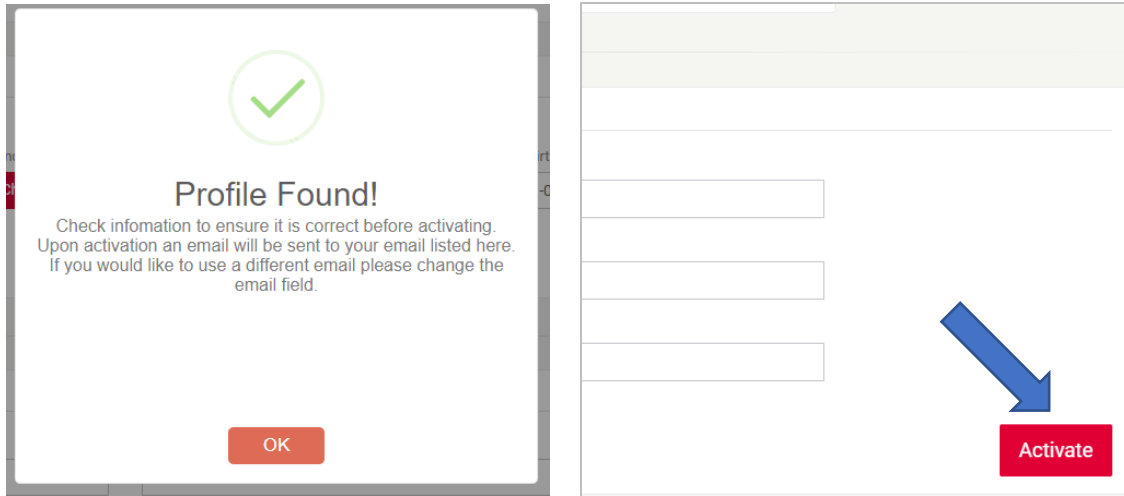 Profile Found!
Check infomation to ensure it is correct before activating.
Upon activation an email will be sent to your email listed here.
If you would like to use a different email please change the
email field.
OK
Activate